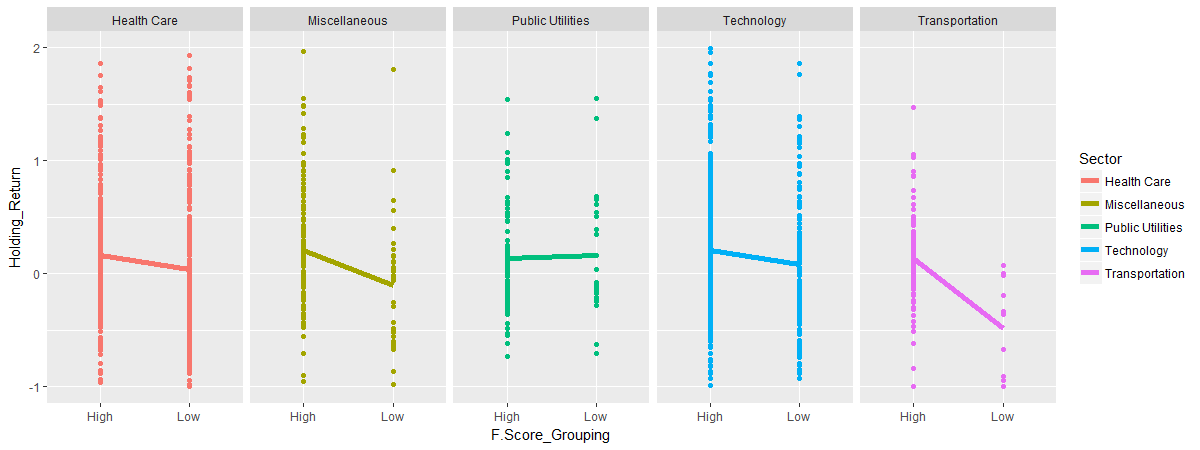 Health Care
Miscellaneous
Public Utilities
Technology
Transportation
2
1
0
-1
Holding_Return
High
Low
High
Low
High
Low
High
Low
High
Low
F.Score_Grouping
Sector
Health Care
Miscellaneous
Public Utilities
Technology
Transportation